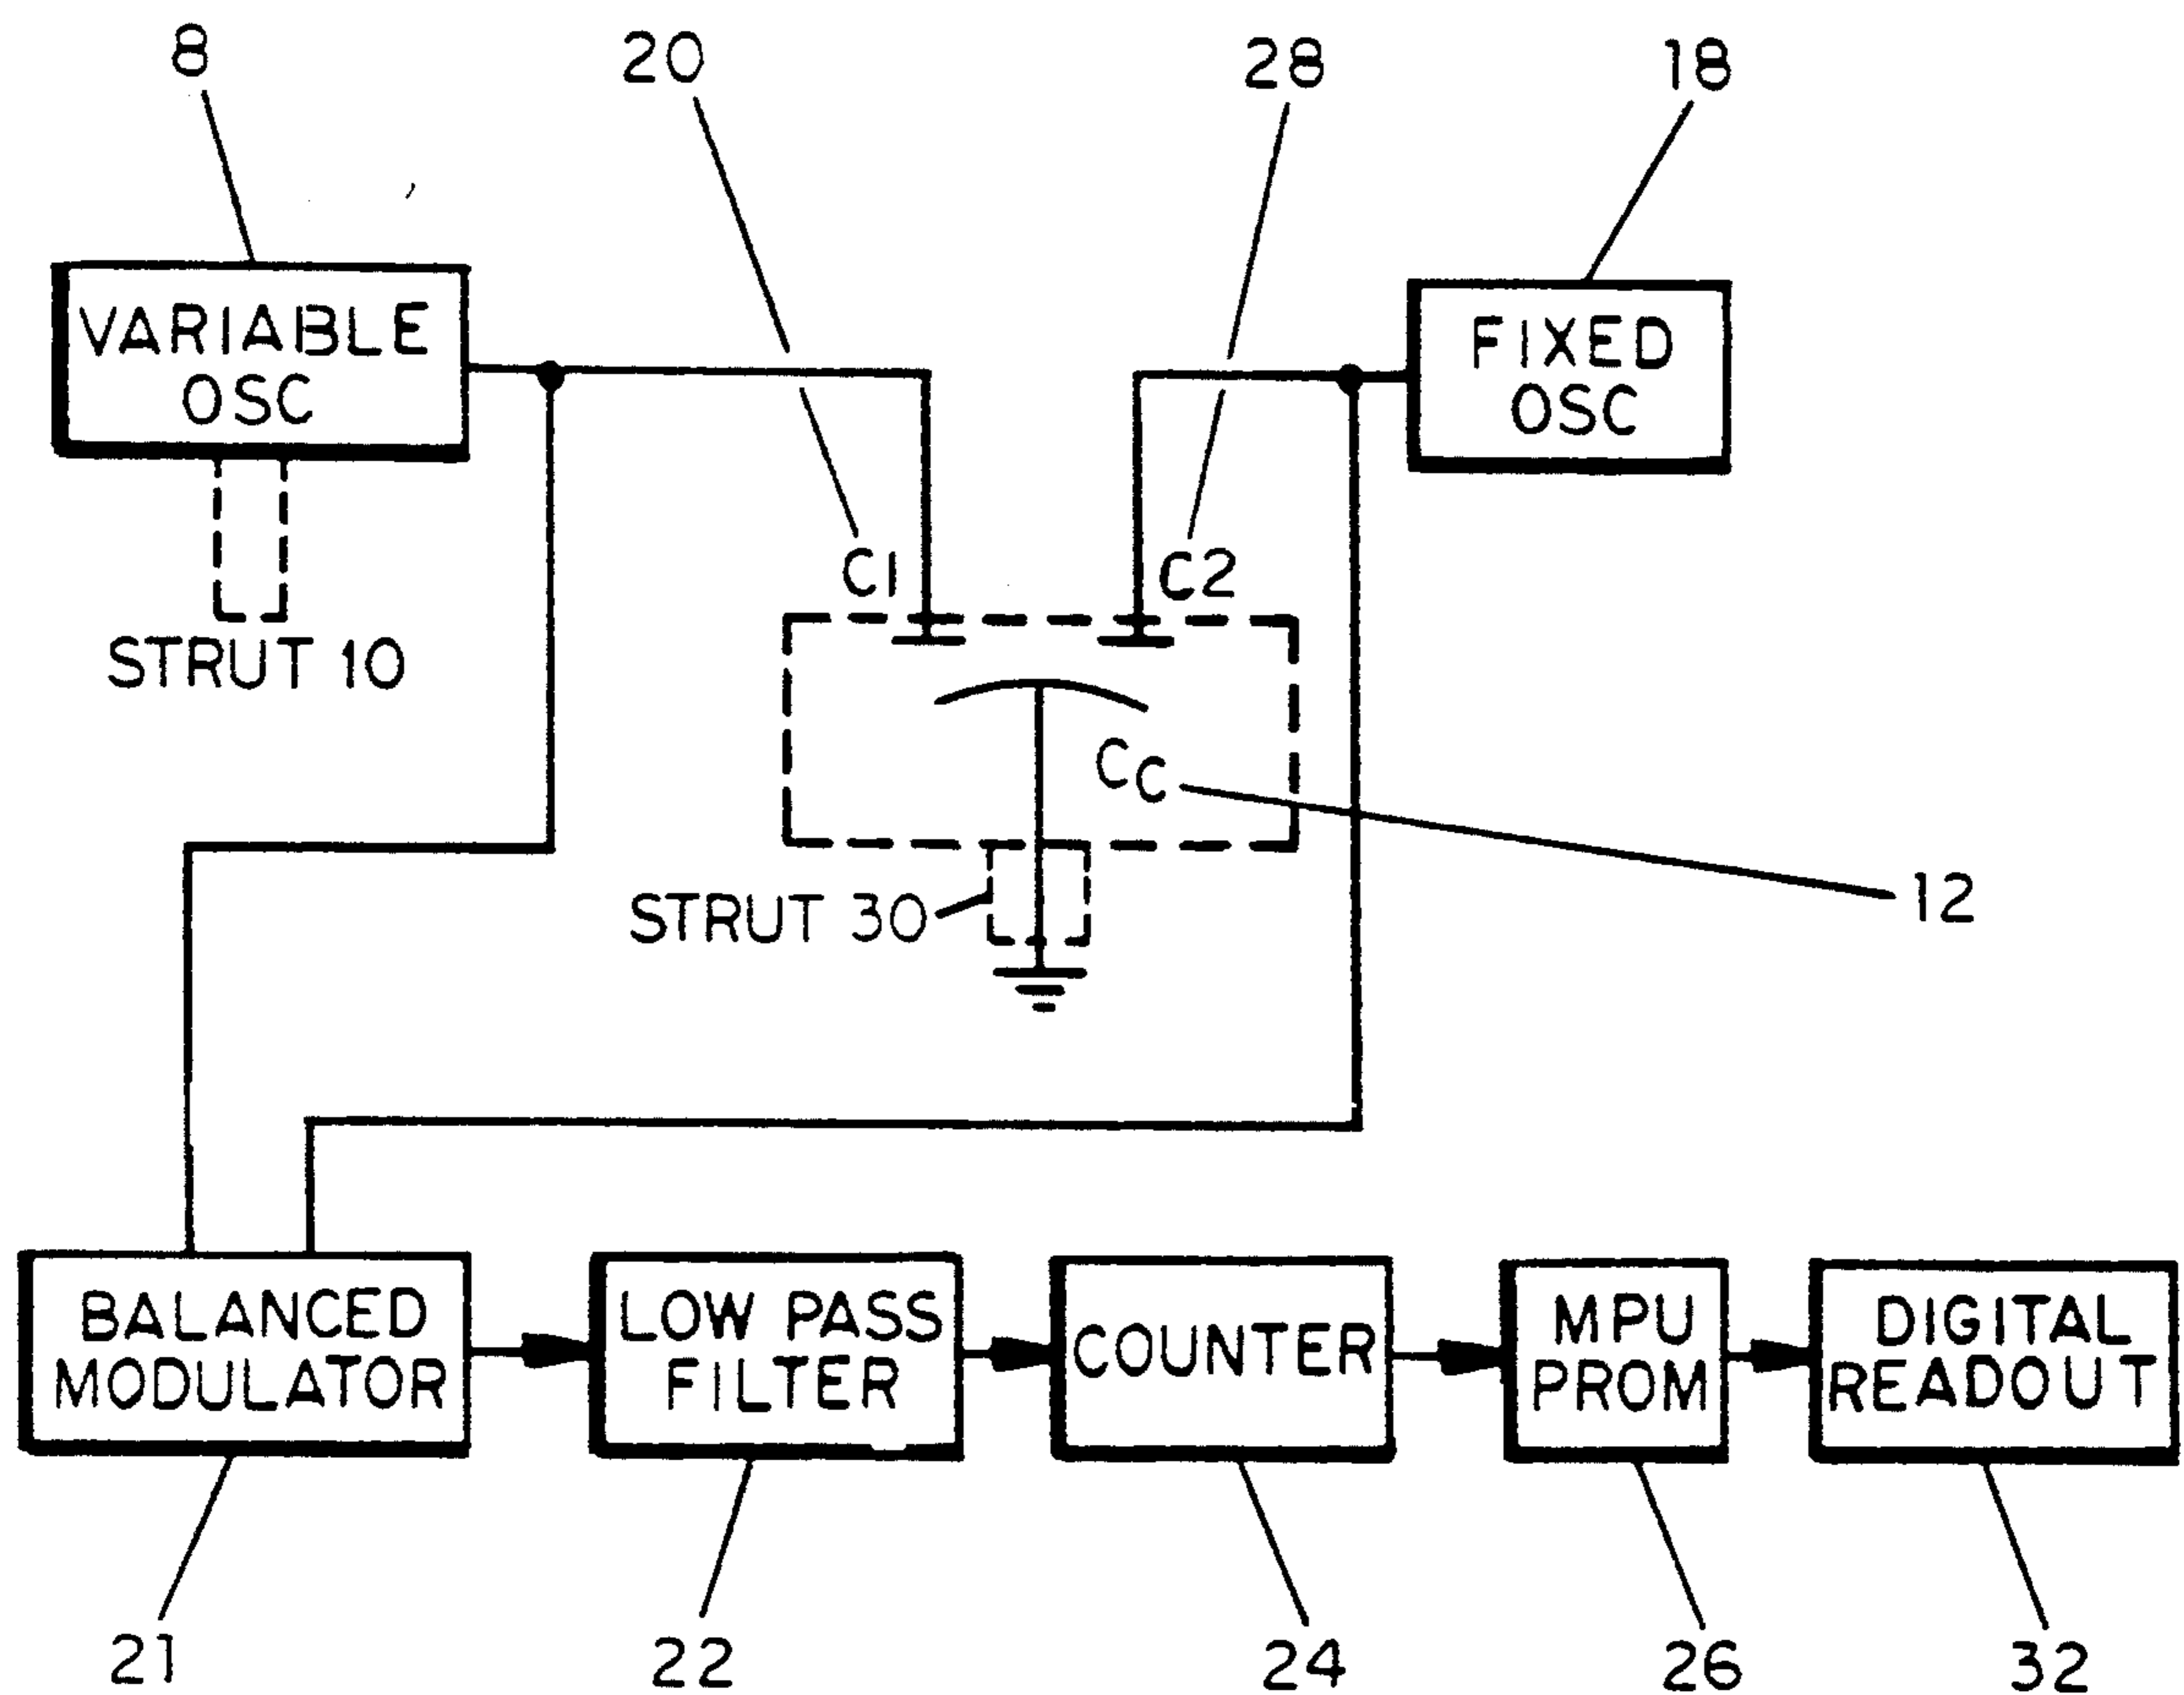 8
20
28
18
VARIABLE
OSC
FIXED
OSC
C1
C2
STRUT 10
CC
STRUT 30
12
BALANCED
MODULATOR
LOW PASS
FILTER
COUNTER
MPU
PROM
DIGITAL
READOUT
21
22
24
26
32